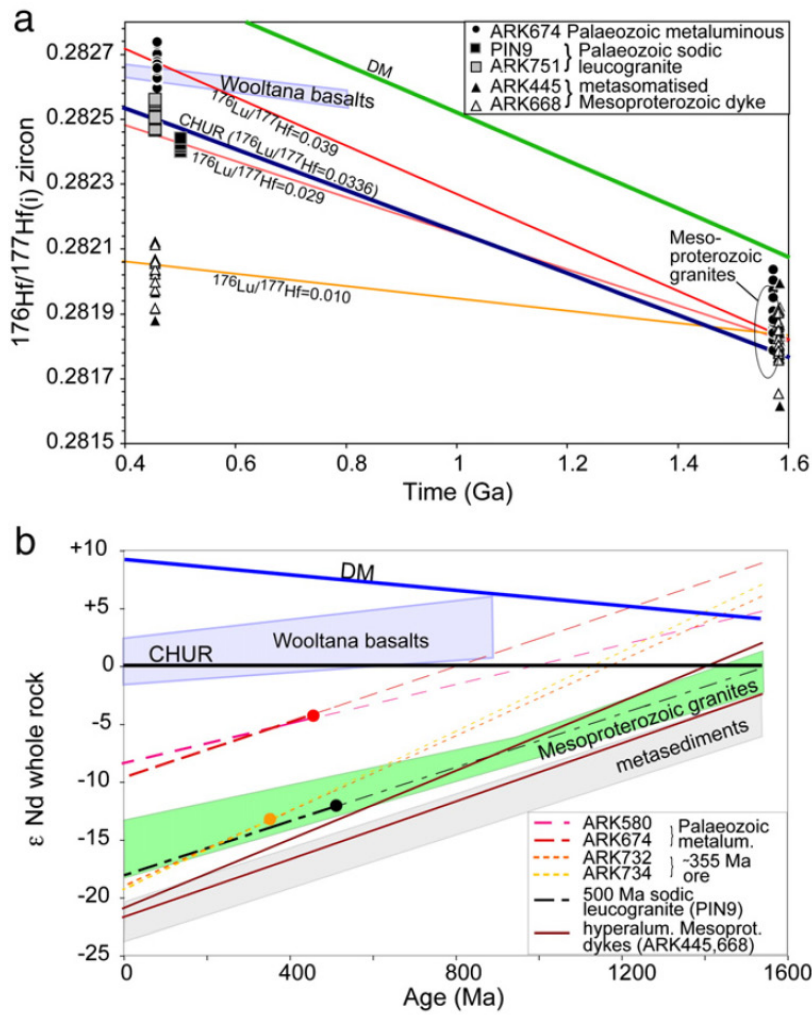 a
ARK674 Palaeozoic metaluminous
PIN9 } Palaeozoic sodic
ARK751 } leucogranite
ARK445 } metasomatised
ARK668 } Mesoproterozoic dyke
DM
Wooltana basalts
176Lu/177Hf=0.039
CHUR (176Lu/177Hf=0.0336)
176Lu/177Hf=0.029
176Lu/177Hf=0.010
Meso-
proterozoic
granites
176Hf/177Hf(i) zircon
0.2827
0.2825
0.2823
0.2821
0.2819
0.2817
0.2815
0.4 0.6 0.8 1 1.2 1.4 1.6
Time (Ga)
b
+10
+5
0
-5
-10
-15
-20
-25
ε Nd whole rock
DM
Wooltana basalts
CHUR
Mesoproterozoic granites
metasediments
ARK580 } Palaeozoic
ARK674 } metalum.
ARK732 } ~355 Ma
ARK734 } ore
500 Ma sodic
leucogranite (PIN9)
hyperalum. Mesoprot.
dykes (ARK445,668)
0 400 800 1200 1600
Age (Ma)